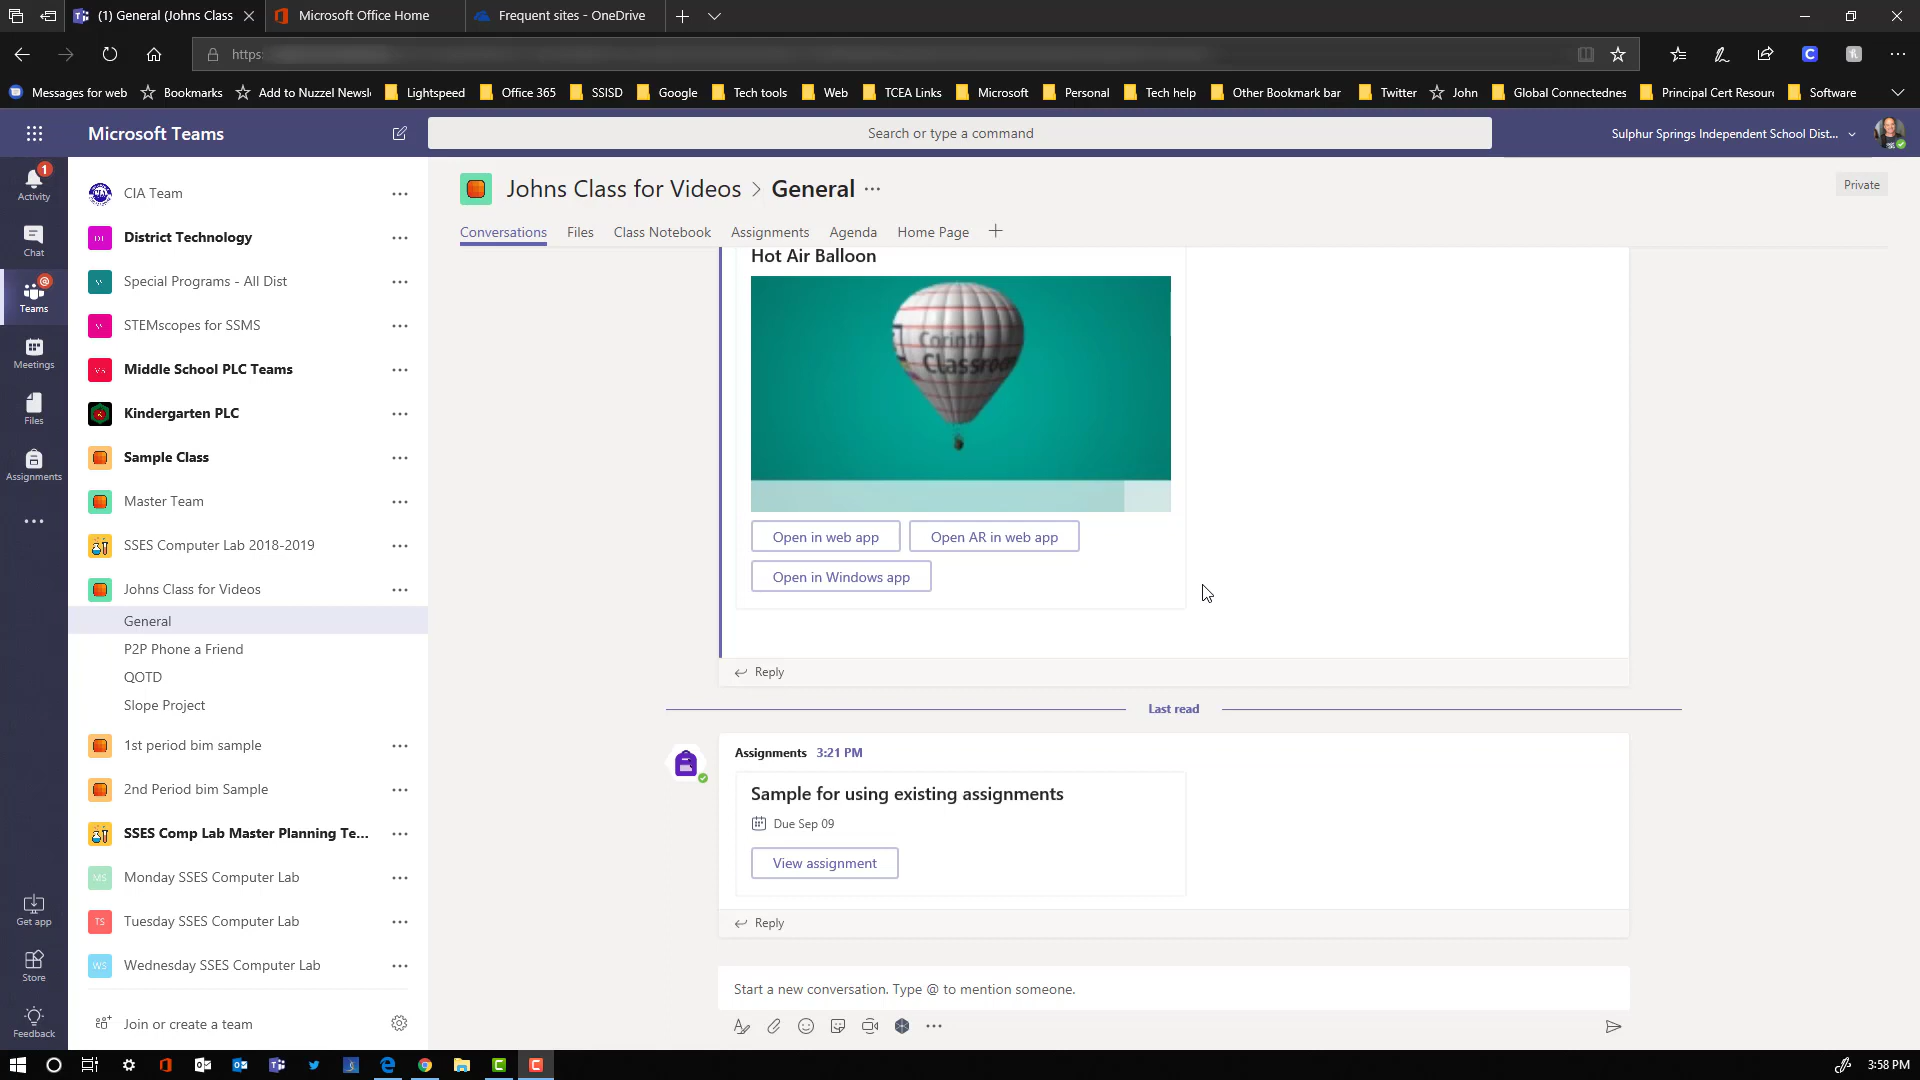 (1) General (Johns Class
Microsoft Office Home
Frequent sites - OneDrive
https:
Messages for web
Bookmarks
Add to Nuzzel Newsl
Lightspeed
Office 365
SSISD
Google
Tech tools
Web
TCEA Links
Microsoft
Personal
Tech help
Other Bookmark bar
Twitter
John
Global Connectednes
Principal Cert Resourc
Software
Microsoft Teams
Search or type a command
Sulphur Springs Independent School Dist...
1
Activity
Chat
Teams
Meetings
Files
Assignments
Get app
Store
Feedback
CIA Team
District Technology
Special Programs - All Dist
STEMscopes for SSMS
Middle School PLC Teams
Kindergarten PLC
Sample Class
Master Team
SSES Computer Lab 2018-2019
Johns Class for Videos
General
P2P Phone a Friend
QOTD
Slope Project
1st period bim sample
2nd Period bim Sample
SSES Comp Lab Master Planning Te...
MS Monday SSES Computer Lab
TS Tuesday SSES Computer Lab
WS Wednesday SSES Computer Lab
Join or create a team
Johns Class for Videos > General ...
Private
Conversations
Files
Class Notebook
Assignments
Agenda
Home Page
Hot Air Balloon
Corinth
Classroom
Open in web app
Open AR in web app
Open in Windows app
Reply
Last read
Assignments 3:21 PM
Sample for using existing assignments
Due Sep 09
View assignment
Reply
Start a new conversation. Type @ to mention someone.
3:58 PM